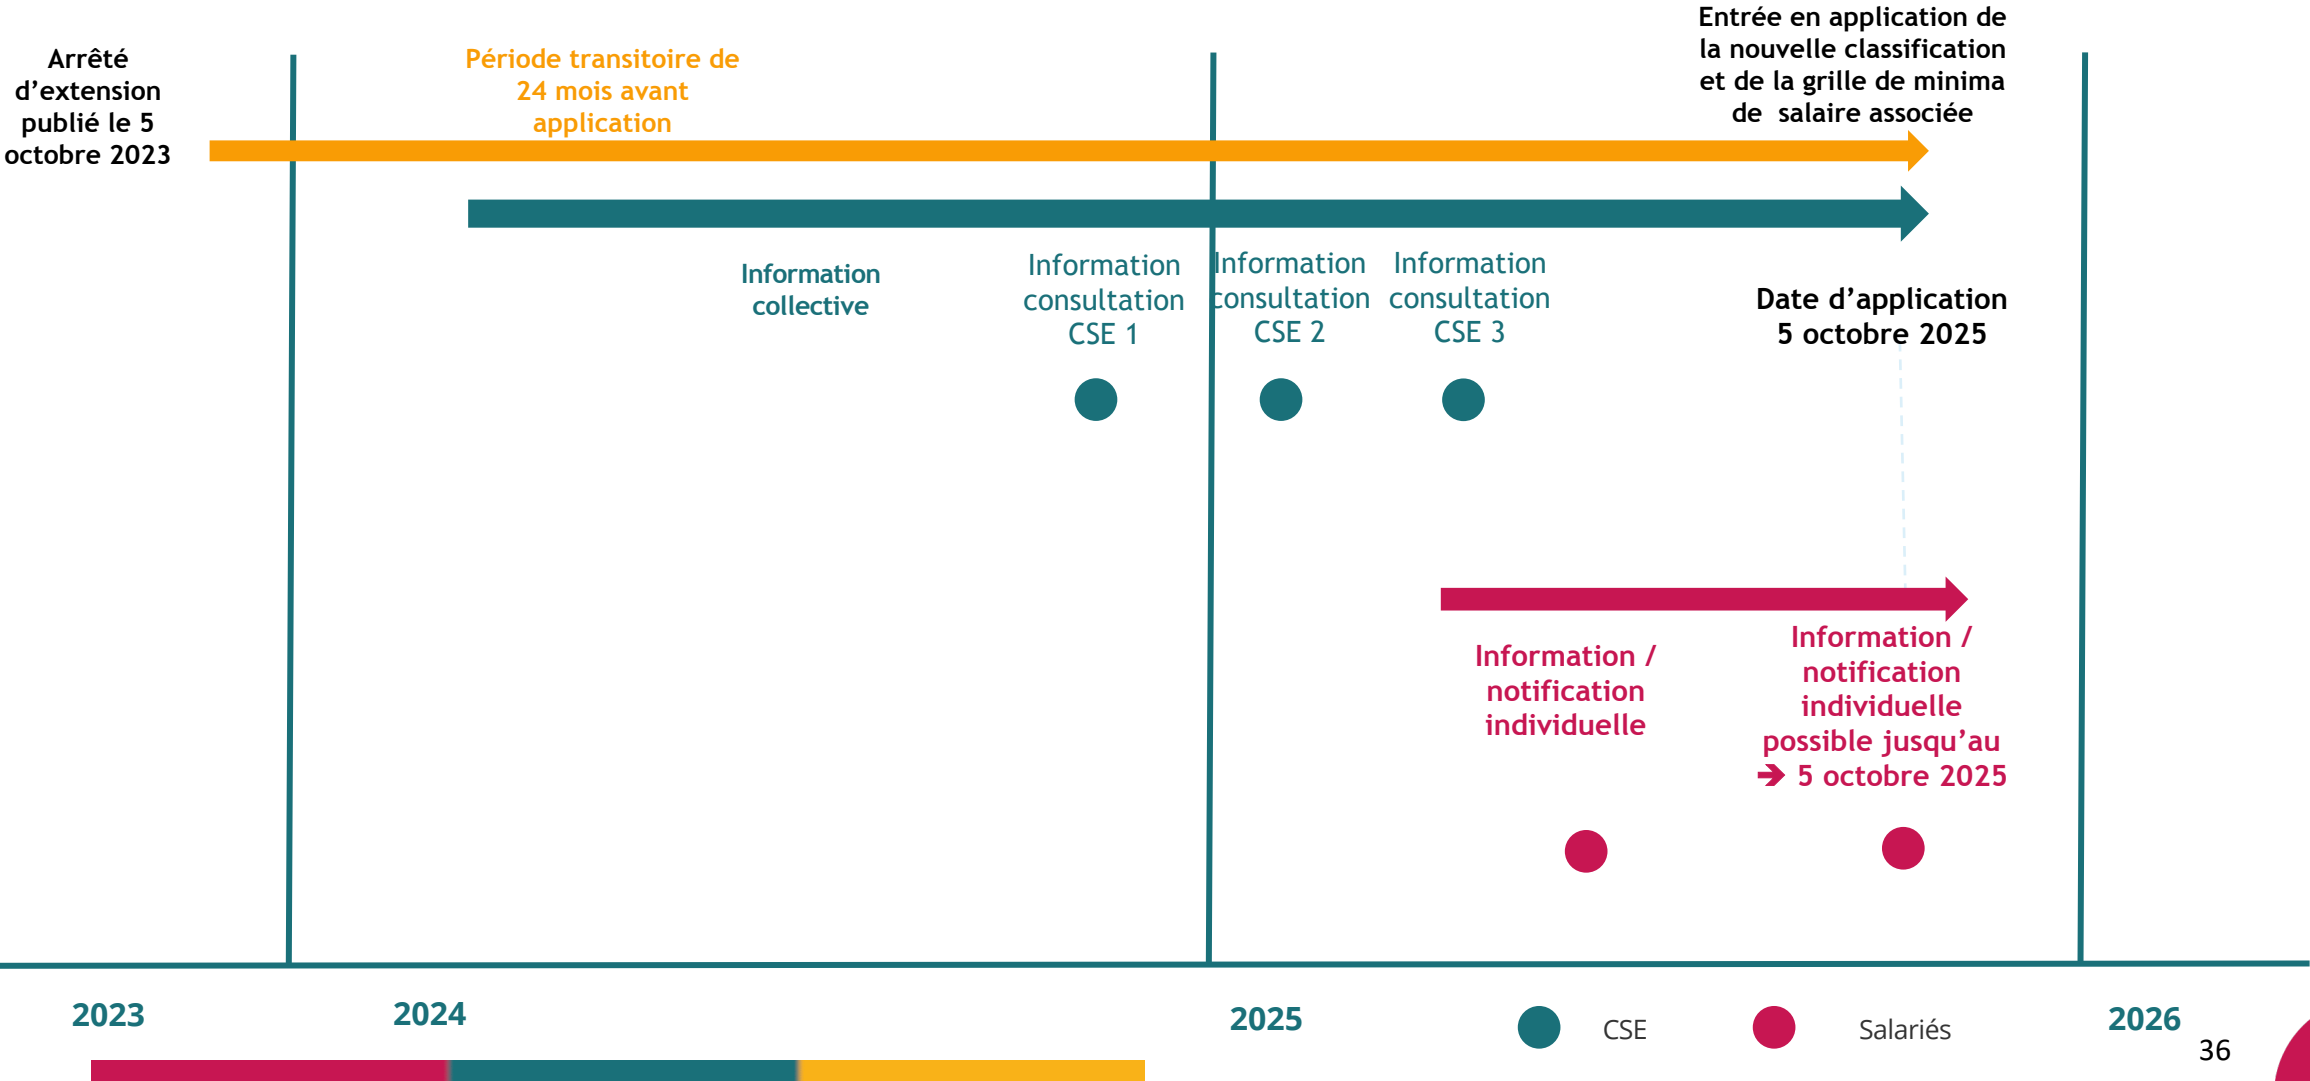 Arrêté
d’extension
publié le 5
octobre 2023
Période transitoire de
24 mois avant
application
Entrée en application de
la nouvelle classification
et de la grille de minima
de salaire associée
Information
collective
Information
consultation
CSE 1
Information
consultation
CSE 2
Information
consultation
CSE 3
Date d’application
5 octobre 2025
Information /
notification
individuelle
Information /
notification
individuelle
possible jusqu’au
➔ 5 octobre 2025
2023
2024
2025
CSE
Salariés
2026
36